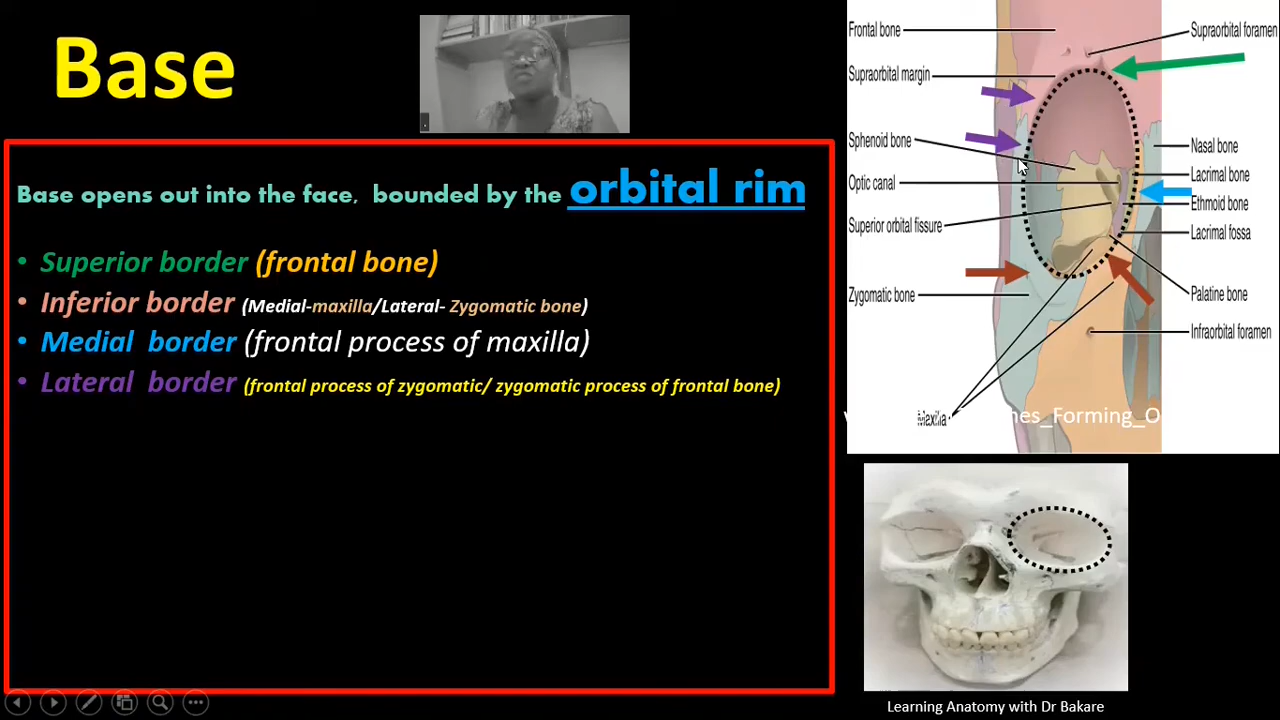 Base
Base opens out into the face, bounded by the orbital rim
• Superior border (frontal bone)
• Inferior border (Medial-maxilla/Lateral- Zygomatic bone)
• Medial border (frontal process of maxilla)
• Lateral border (frontal process of zygomatic/ zygomatic process of frontal bone)
Frontal bone
Supraorbital margin
Sphenoid bone
Optic canal
Superior orbital fissure
Zygomatic bone
Maxilla
Supraorbital foramen
Nasal bone
Lacrimal bone
Ethmoid bone
Lacrimal fossa
Palatine bone
Infraorbital foramen
Learning Anatomy with Dr Bakare